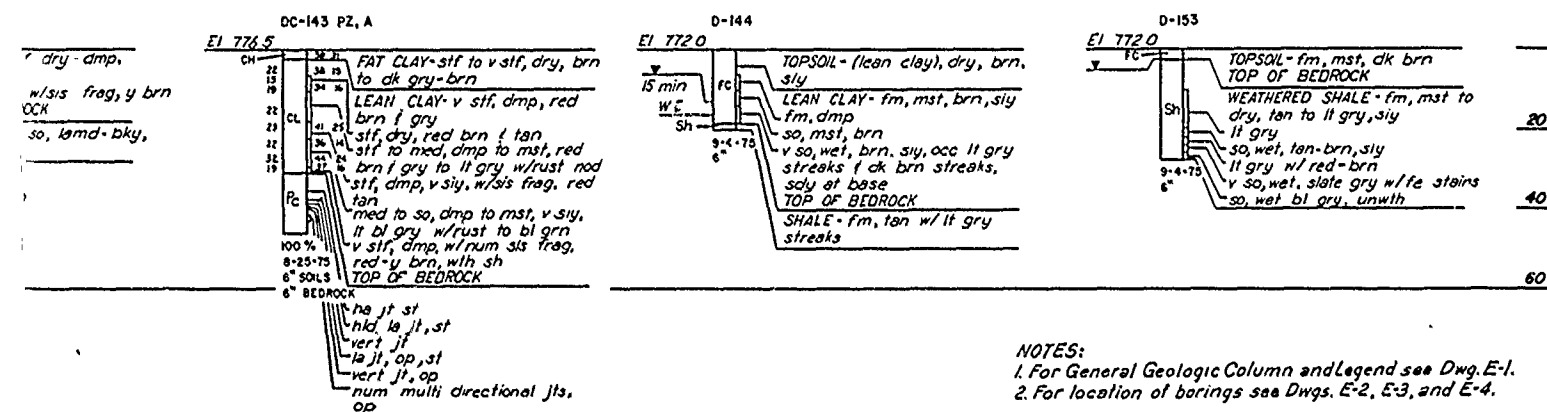 dry - dmp,
w/sls frag, y brn
OCK
so, lamd-bky,
DC-143 PZ, A
El 776.5
CH
CL
Pc
FAT CLAY-stf to v stf, dry, brn
to dk gry-brn
LEAN CLAY- v stf, dmp, red
brn & gry
stf, dry, red brn & tan
stf to med, dmp to mst, red
brn & gry to lt gry w/rust nod
stf, dmp, v sly, w/sls frag, red
tan
med to so, dmp to mst, v sly,
lt bl gry w/rust to bl grn
v stf, dmp, w/num sls frag,
red-y brn, wth sh
TOP OF BEDROCK
100 %
8-25-75
6" SOILS
6" BEDROCK
ha jt st
hld, la jt, st
vert jt
la jt, op, st
vert jt, op
num multi directional jts,
op
D-144
El 772.0
15 min
WE
Sh
FC
9-4-75
6"
TOPSOIL- (lean clay), dry, brn,
sly
LEAN CLAY- fm, mst, brn, sly
fm, dmp
so, mst, brn
v so, wet, brn, sly, occ lt gry
streaks & dk brn streaks,
sdy at base
TOP OF BEDROCK
SHALE - fm, tan w/ lt gry
streaks
D-153
El 772.0
FC
Sh
9-4-75
6"
TOPSOIL- fm, mst, dk brn
TOP OF BEDROCK
WEATHERED SHALE - fm, mst to
dry, tan to lt gry, sly
lt gry
so, wet, tan-brn, sly
lt gry w/ red-brn
v so, wet, slate gry w/fe stains
so, wet bl gry, unwth
20
40
60
NOTES:
1. For General Geologic Column and Legend see Dwg. E-1.
2. For location of borings see Dwgs. E-2, E-3, and E-4.